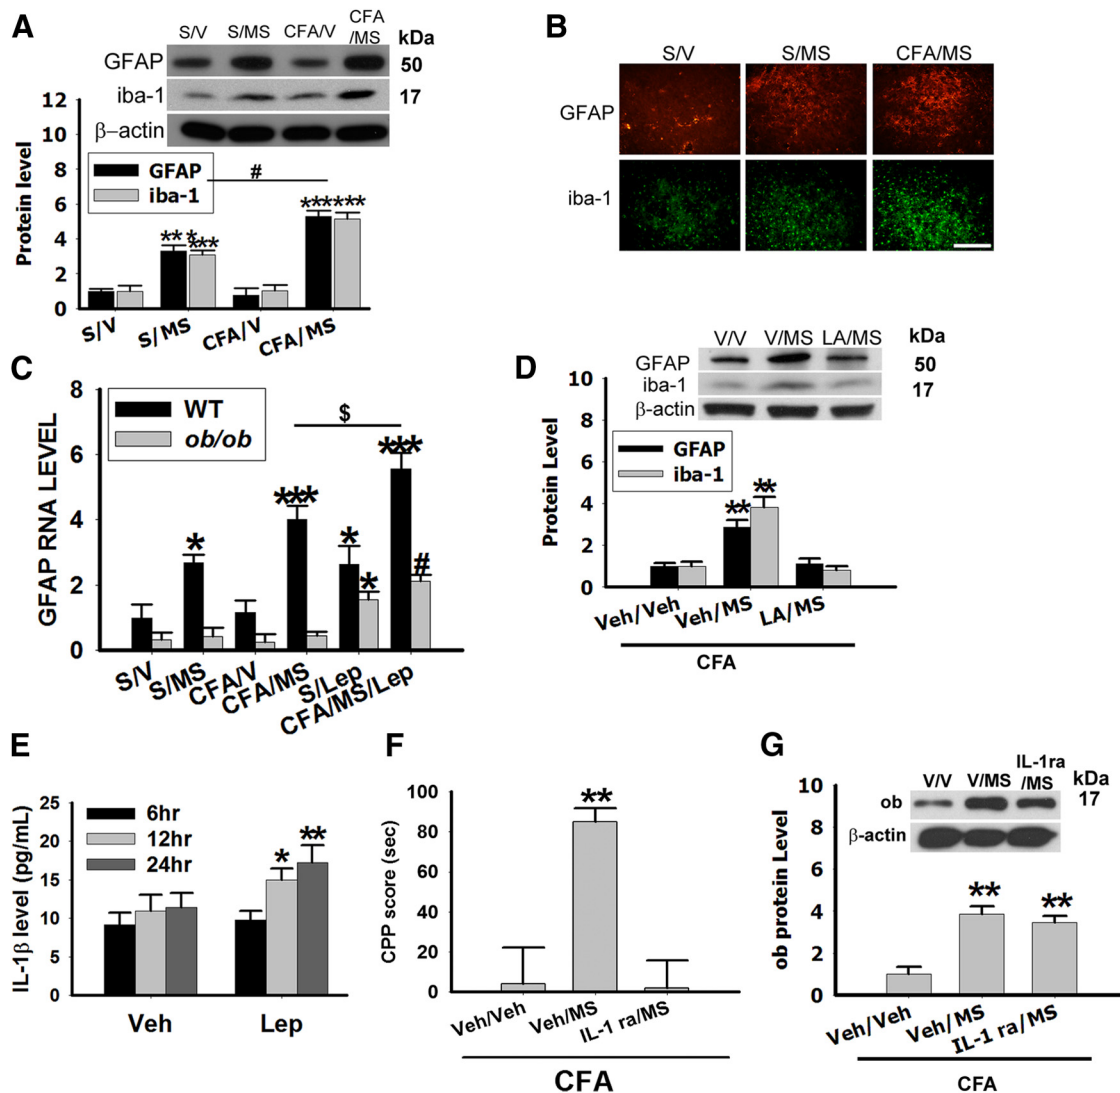 A
S/V S/MS CFA/V CFA /MS kDa
GFAP 50
iba-1 17
β-actin
Protein level
12
10
8
6
4
2
0
GFAP
iba-1
#
*** ***
*** ***
S/V S/MS CFA/V CFA/MS
B
S/V S/MS CFA/MS
GFAP
iba-1
C
GFAP RNA LEVEL
8
6
4
2
0
WT
ob/ob
$
* *** * * *** #
S/V S/MS CFA/V CFA/MS S/Lep CFA/MS/Lep
D
V/V V/MS LA/MS kDa
GFAP 50
iba-1 17
β-actin
Protein Level
10
8
6
4
2
0
GFAP
iba-1
** **
Veh/Veh Veh/MS LA/MS
CFA
E
IL-1β level (pg/mL)
25
20
15
10
5
0
6hr
12hr
24hr
* **
Veh Lep
F
CPP score (sec)
100
80
60
40
20
0
**
Veh/Veh Veh/MS IL-1 ra/MS
CFA
G
V/V V/MS IL-1ra /MS kDa
ob 17
β-actin
ob protein Level
10
8
6
4
2
0
** **
Veh/Veh Veh/MS IL-1 ra/MS
CFA